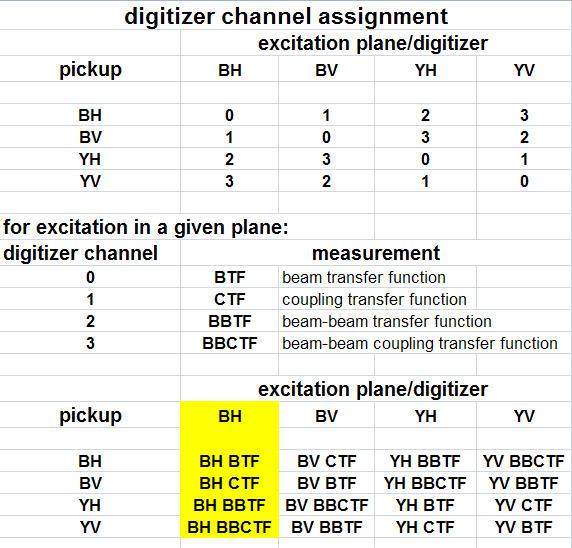 digitizer channel assignment
excitation plane/digitizer
pickup BH BV YH YV
BH 0 1 2 3
BV 1 0 3 2
YH 2 3 0 1
YV 3 2 1 0
for excitation in a given plane:
digitizer channel measurement
0 BTF beam transfer function
1 CTF coupling transfer function
2 BBTF beam-beam transfer function
3 BBCTF beam-beam coupling transfer function
excitation plane/digitizer
pickup BH BV YH YV
BH BH BTF BV CTF YH BBTF YV BBCTF
BV BH CTF BV BTF YH BBCTF YV BBTF
YH BH BBTF BV BBCTF YH BTF YV CTF
YV BH BBCTF BV BBTF YH CTF YV BTF